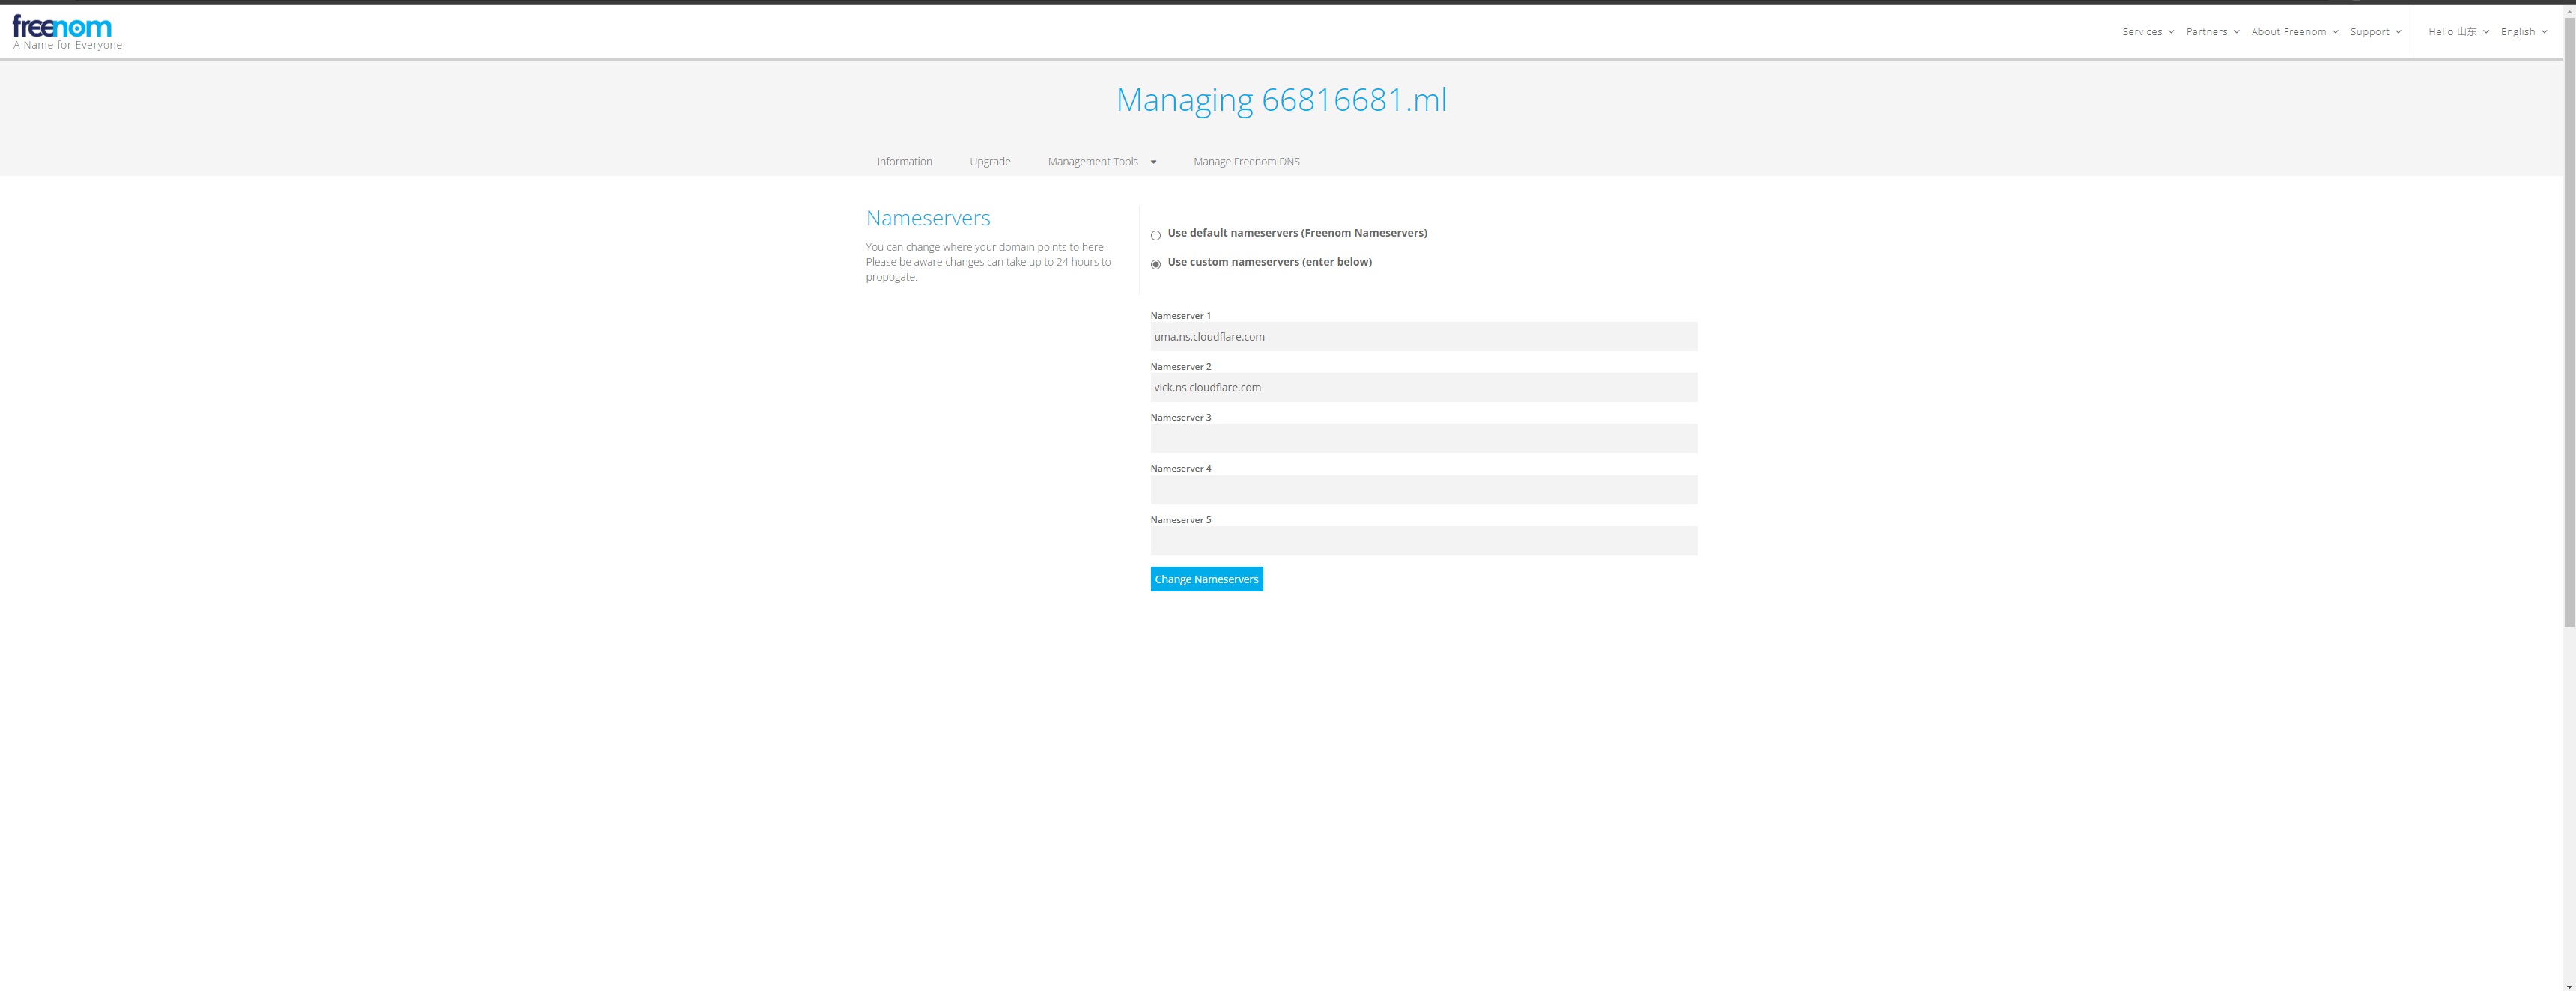 freenom
A Name for Everyone
Services Partners About Freenom Support Hello 山东 English
Managing 66816681.ml
Information Upgrade Management Tools Manage Freenom DNS
Nameservers
You can change where your domain points to here.
Please be aware changes can take up to 24 hours to
propogate.
Use default nameservers (Freenom Nameservers)
Use custom nameservers (enter below)
Nameserver 1
uma.ns.cloudflare.com
Nameserver 2
vick.ns.cloudflare.com
Nameserver 3
Nameserver 4
Nameserver 5
Change Nameservers